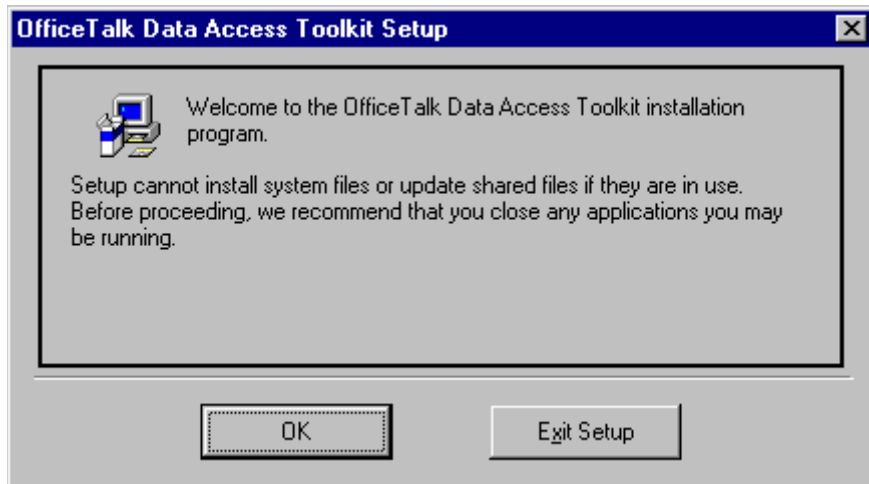 OfficeTalk Data Access Toolkit Setup
Welcome to the OfficeTalk Data Access Toolkit installation
program.
Setup cannot install system files or update shared files if they are in use.
Before proceeding, we recommend that you close any applications you may
be running.
OK
Exit Setup